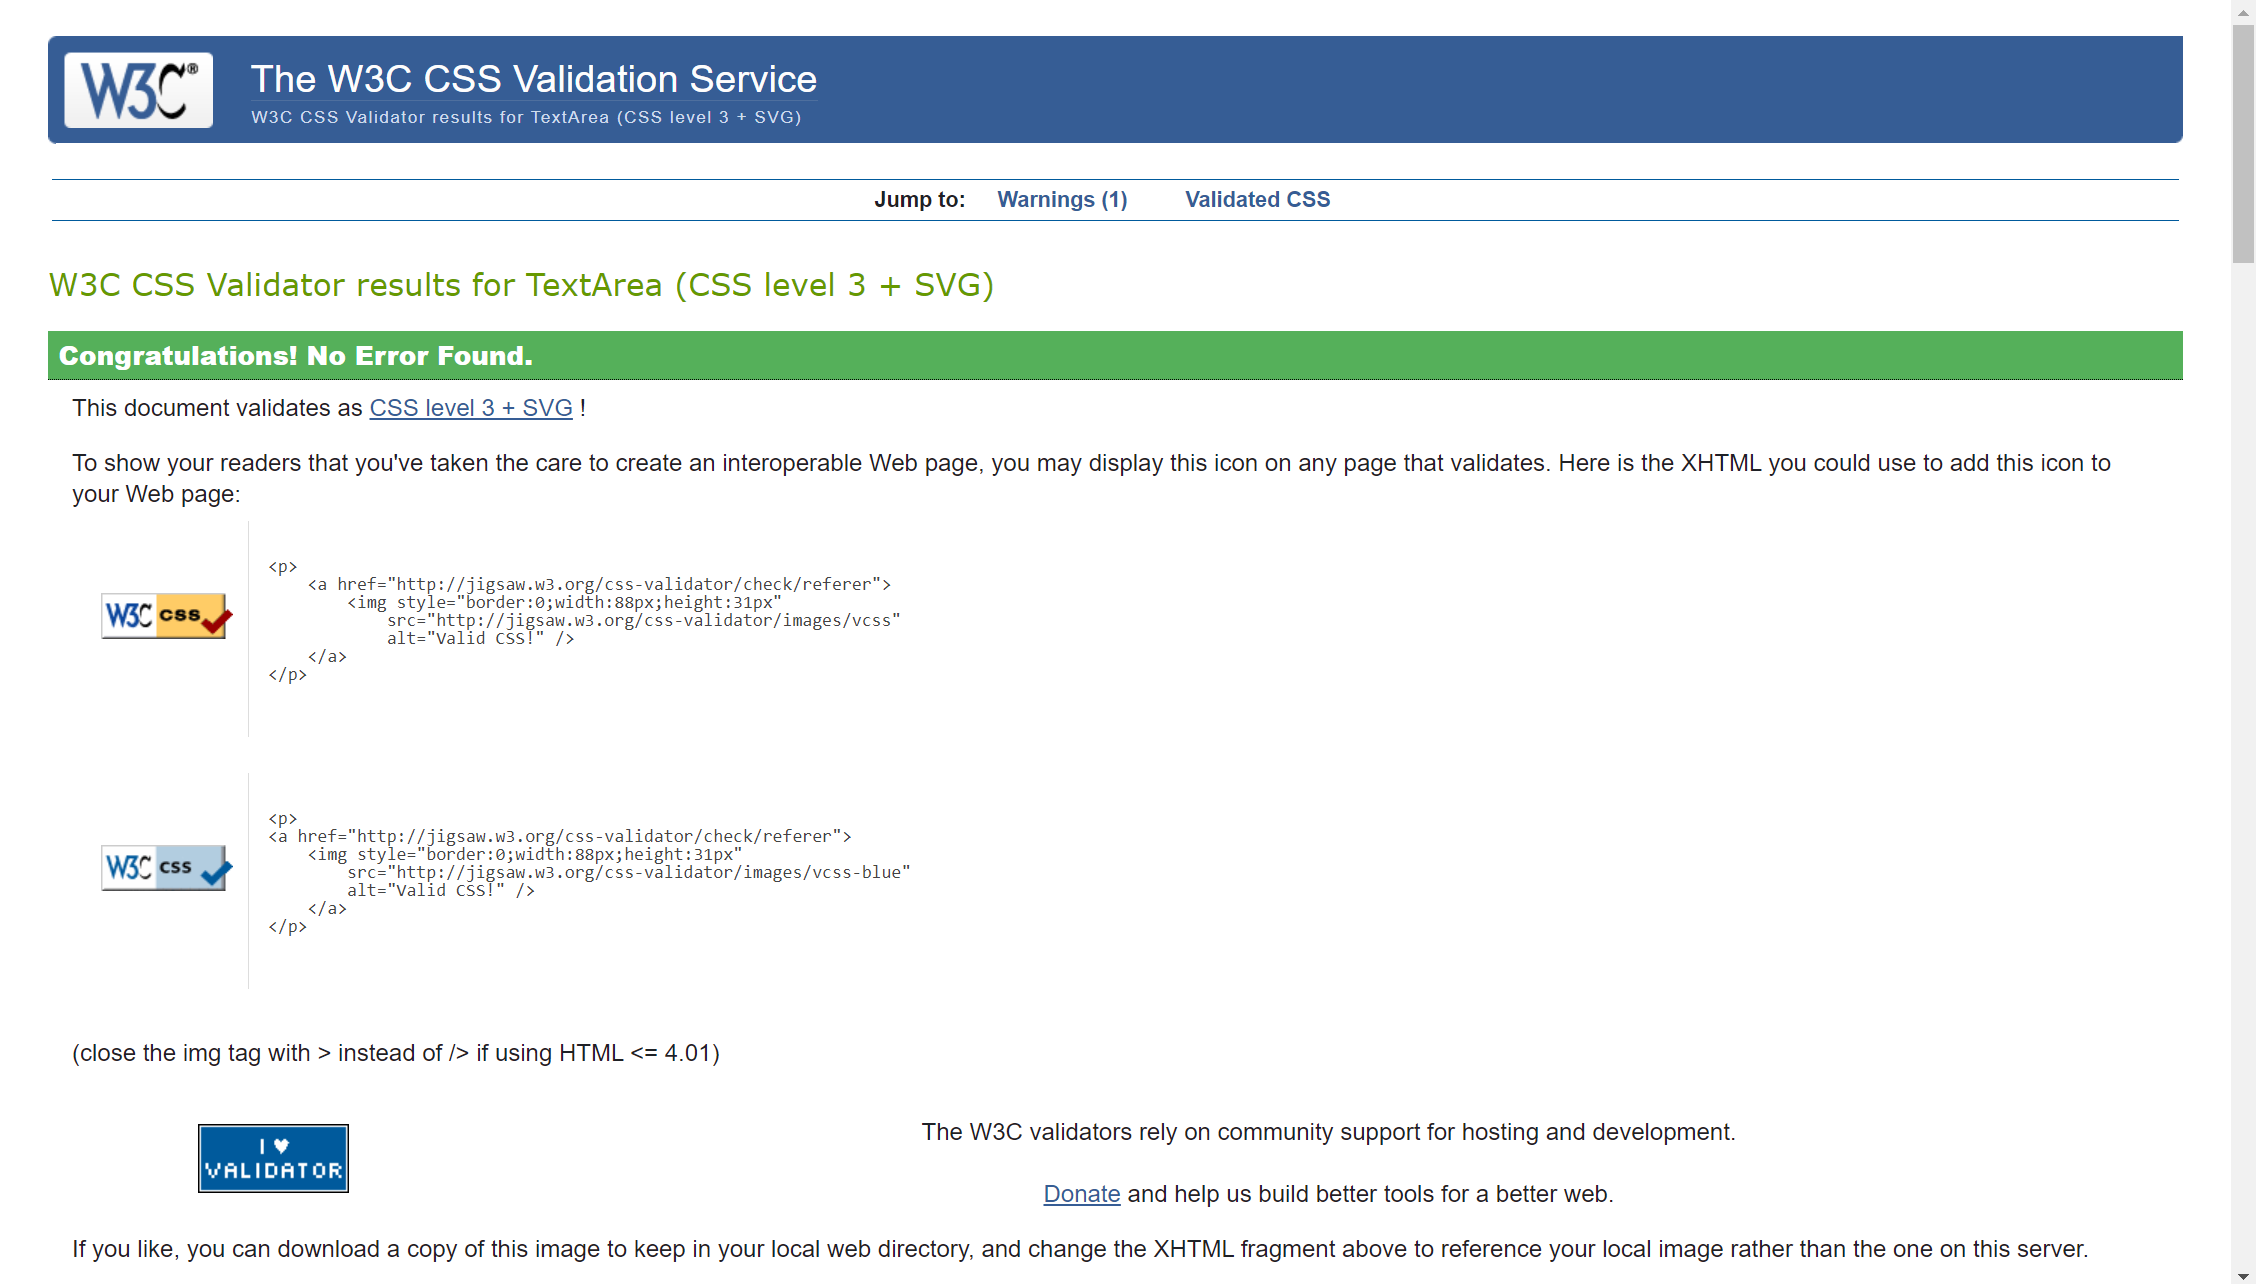 W3C®
The W3C CSS Validation Service
W3C CSS Validator results for TextArea (CSS level 3 + SVG)
Jump to: Warnings (1) Validated CSS
W3C CSS Validator results for TextArea (CSS level 3 + SVG)
Congratulations! No Error Found.
This document validates as CSS level 3 + SVG !
To show your readers that you've taken the care to create an interoperable Web page, you may display this icon on any page that validates. Here is the XHTML you could use to add this icon to
your Web page:
W3C css
<p>
    <a href="http://jigsaw.w3.org/css-validator/check/referer">
        <img style="border:0;width:88px;height:31px"
            src="http://jigsaw.w3.org/css-validator/images/vcss"
            alt="Valid CSS!" />
    </a>
</p>
W3C css
<p>
<a href="http://jigsaw.w3.org/css-validator/check/referer">
    <img style="border:0;width:88px;height:31px"
        src="http://jigsaw.w3.org/css-validator/images/vcss-blue"
        alt="Valid CSS!" />
    </a>
</p>
(close the img tag with > instead of /> if using HTML <= 4.01)
I ♥
VALIDATOR
The W3C validators rely on community support for hosting and development.
Donate and help us build better tools for a better web.
If you like, you can download a copy of this image to keep in your local web directory, and change the XHTML fragment above to reference your local image rather than the one on this server.